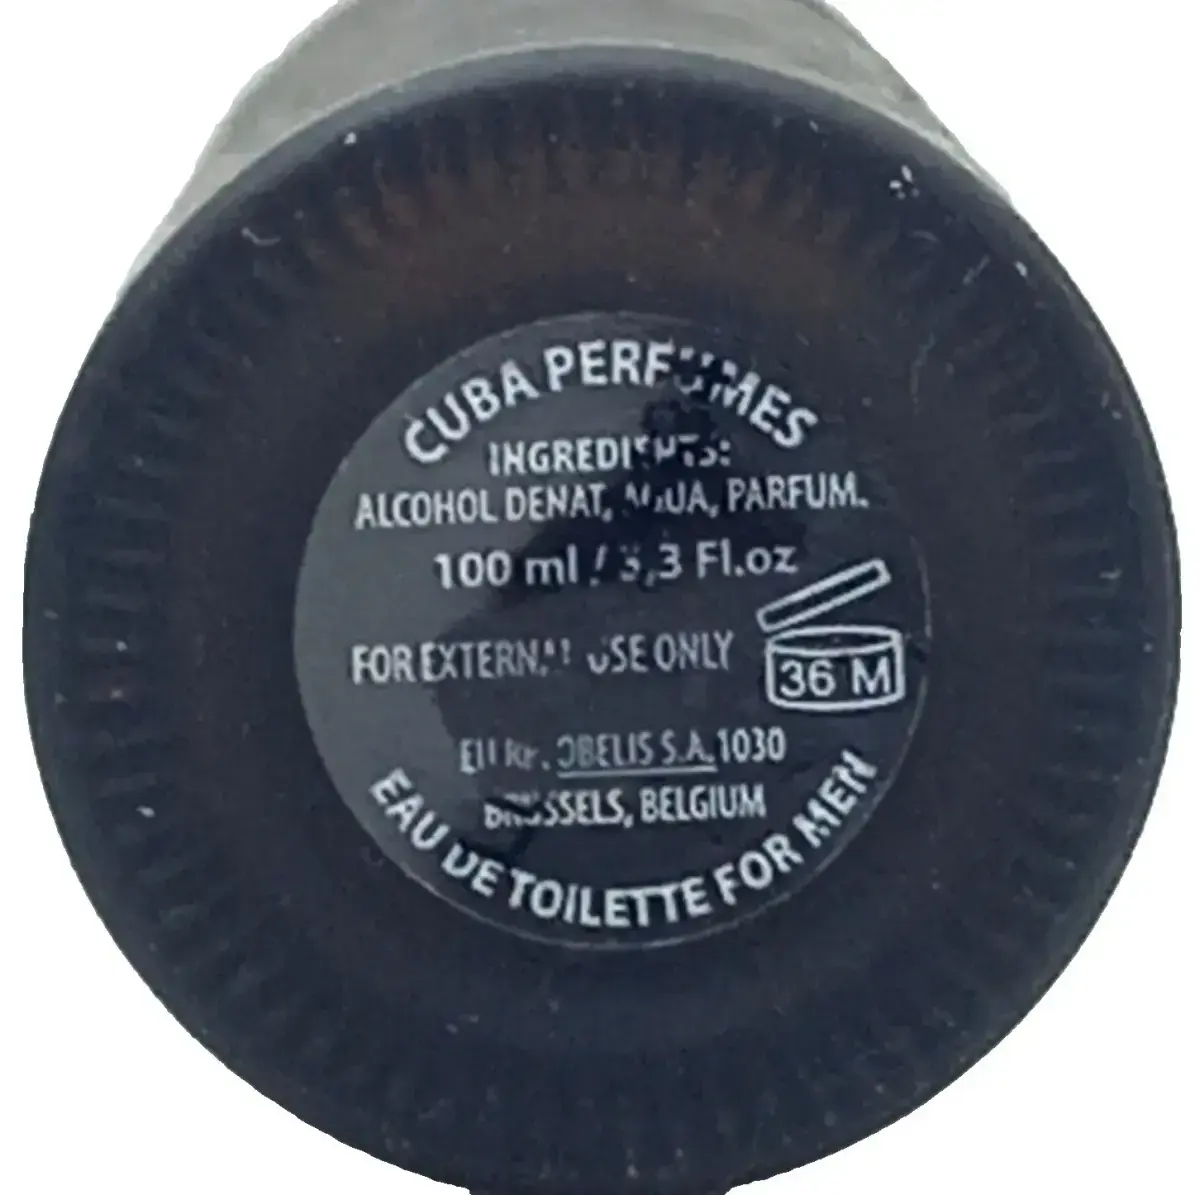 CUBA PERFUMES
INGREDIENTS:
ALCOHOL DENAT, AQUA, PARFUM.
100 ml / 3,3 Fl.oz
FOR EXTERNAL USE ONLY
36 M
OBELIS S.A. 1030
BRUSSELS, BELGIUM
EAU DE TOILETTE FOR MEN